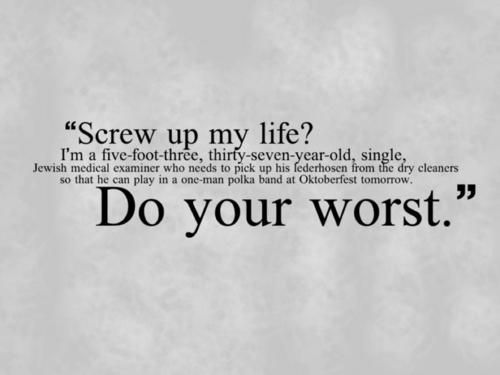 “Screw up my life?
I'm a five-foot-three, thirty-seven-year-old, single,
Jewish medical examiner who needs to pick up his lederhosen from the dry cleaners
so that he can play in a one-man polka band at Oktoberfest tomorrow.
Do your worst.”